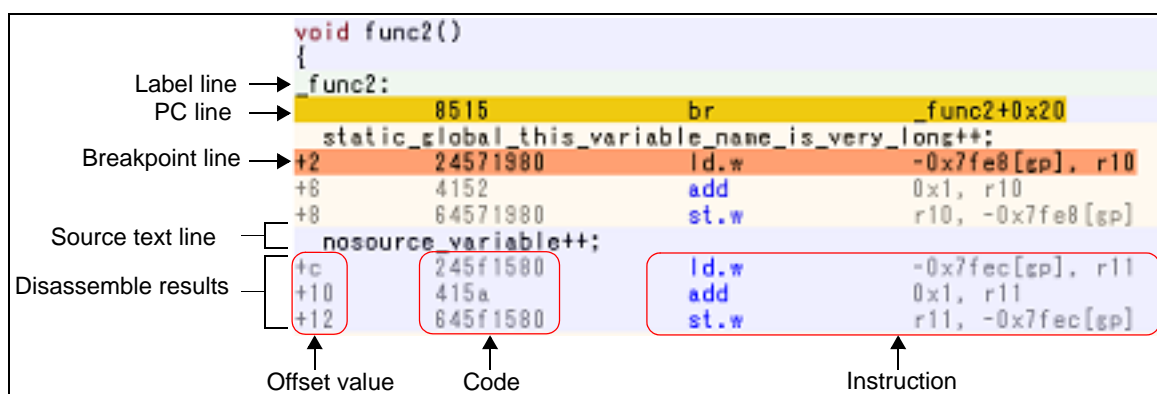 void func2()
{
Label line _func2:
PC line 8515 br _func2+0x20
static_global_this_variable_name_is_very_long++;
Breakpoint line +2 24571980 ld.w -0x7fe8[gp], r10
+6 4152 add 0x1, r10
+8 64571980 st.w r10, -0x7fe8[gp]
Source text line nosource_variable++;
+c 245f1580 ld.w -0x7fec[gp], r11
Disassemble results +10 415a add 0x1, r11
+12 645f1580 st.w r11, -0x7fec[gp]
Offset value Code Instruction